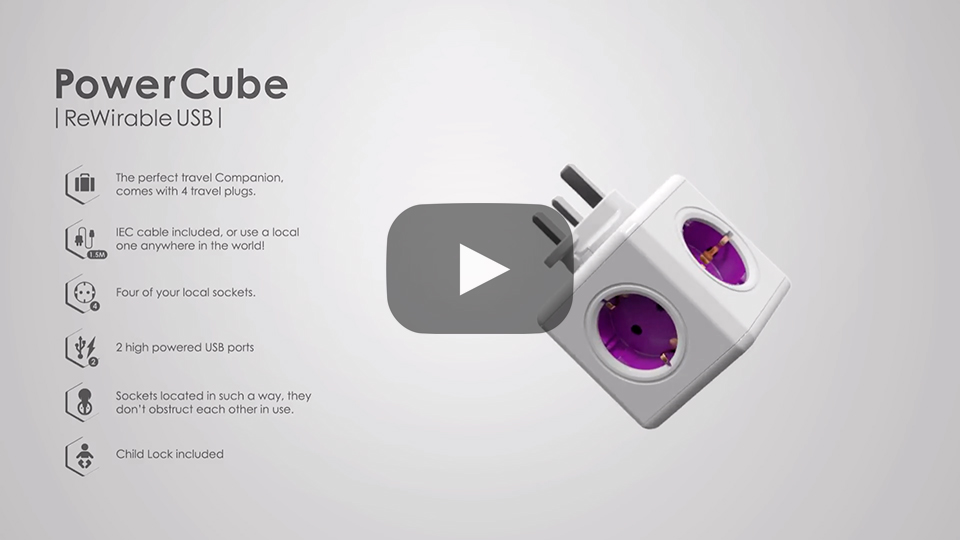 PowerCube
|ReWirable USB|
The perfect travel Companion,
comes with 4 travel plugs.
IEC cable included, or use a local
one anywhere in the world!
1.5M
Four of your local sockets.
4
2 high powered USB ports
2
Sockets located in such a way, they
don't obstruct each other in use.
Child Lock included